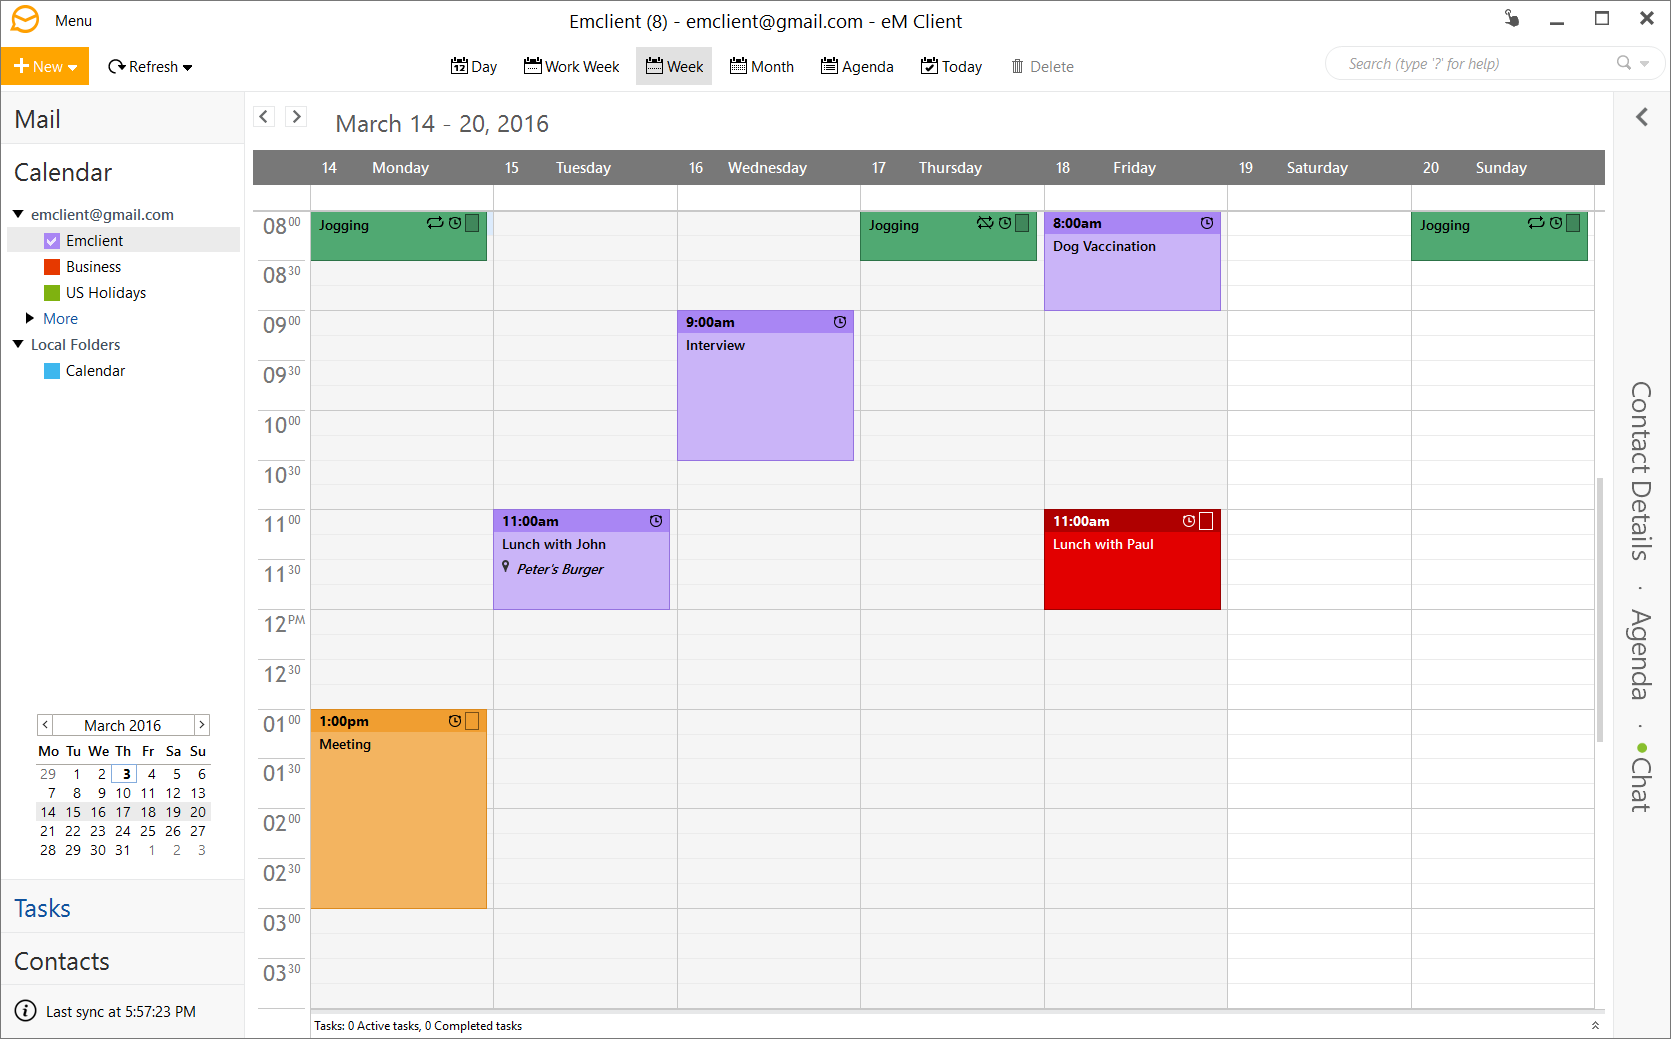 Menu
Emclient (8) - emclient@gmail.com - eM Client
New
Refresh
Day
Work Week
Week
Month
Agenda
Today
Delete
Search (type '?' for help)
Mail
Calendar
emclient@gmail.com
Emclient
Business
US Holidays
More
Local Folders
Calendar
March 2016
Mo Tu We Th Fr Sa Su
29 1 2 3 4 5 6
7 8 9 10 11 12 13
14 15 16 17 18 19 20
21 22 23 24 25 26 27
28 29 30 31 1 2 3
Tasks
Contacts
Last sync at 5:57:23 PM
March 14 - 20, 2016
14 Monday 15 Tuesday 16 Wednesday 17 Thursday 18 Friday 19 Saturday 20 Sunday
08 00
08 30
09 00
09 30
10 00
10 30
11 00
11 30
12 PM
12 30
01 00
01 30
02 00
02 30
03 00
03 30
Jogging
1:00pm
Meeting
11:00am
Lunch with John
Peter's Burger
9:00am
Interview
Jogging
8:00am
Dog Vaccination
11:00am
Lunch with Paul
Jogging
Tasks: 0 Active tasks, 0 Completed tasks
Contact Details · Agenda · Chat